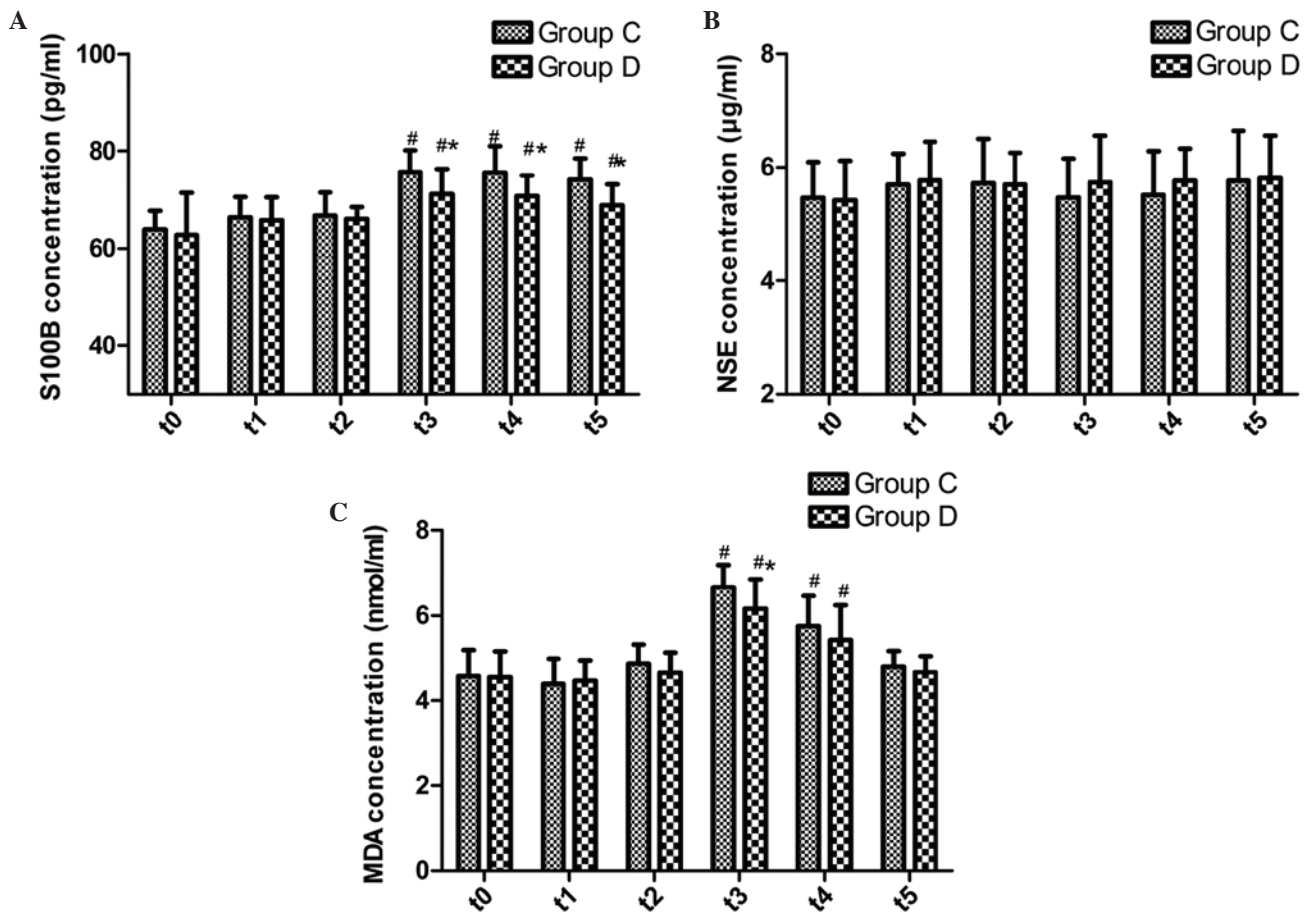 A
Group C
Group D
S100B concentration (pg/ml)
100
80
60
40
# #* # #* # #*
t0 t1 t2 t3 t4 t5
B
Group C
Group D
NSE concentration (μg/ml)
8
6
4
2
t0 t1 t2 t3 t4 t5
C
Group C
Group D
MDA concentration (nmol/ml)
8
6
4
2
0
# #* # #
t0 t1 t2 t3 t4 t5